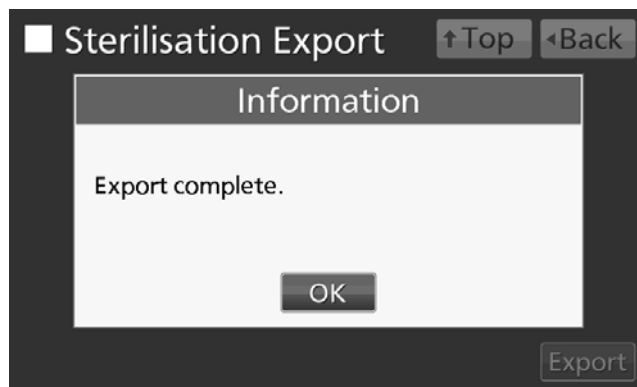 ■ Sterilisation Export
↑Top
◂Back
Information
Export complete.
OK
Export